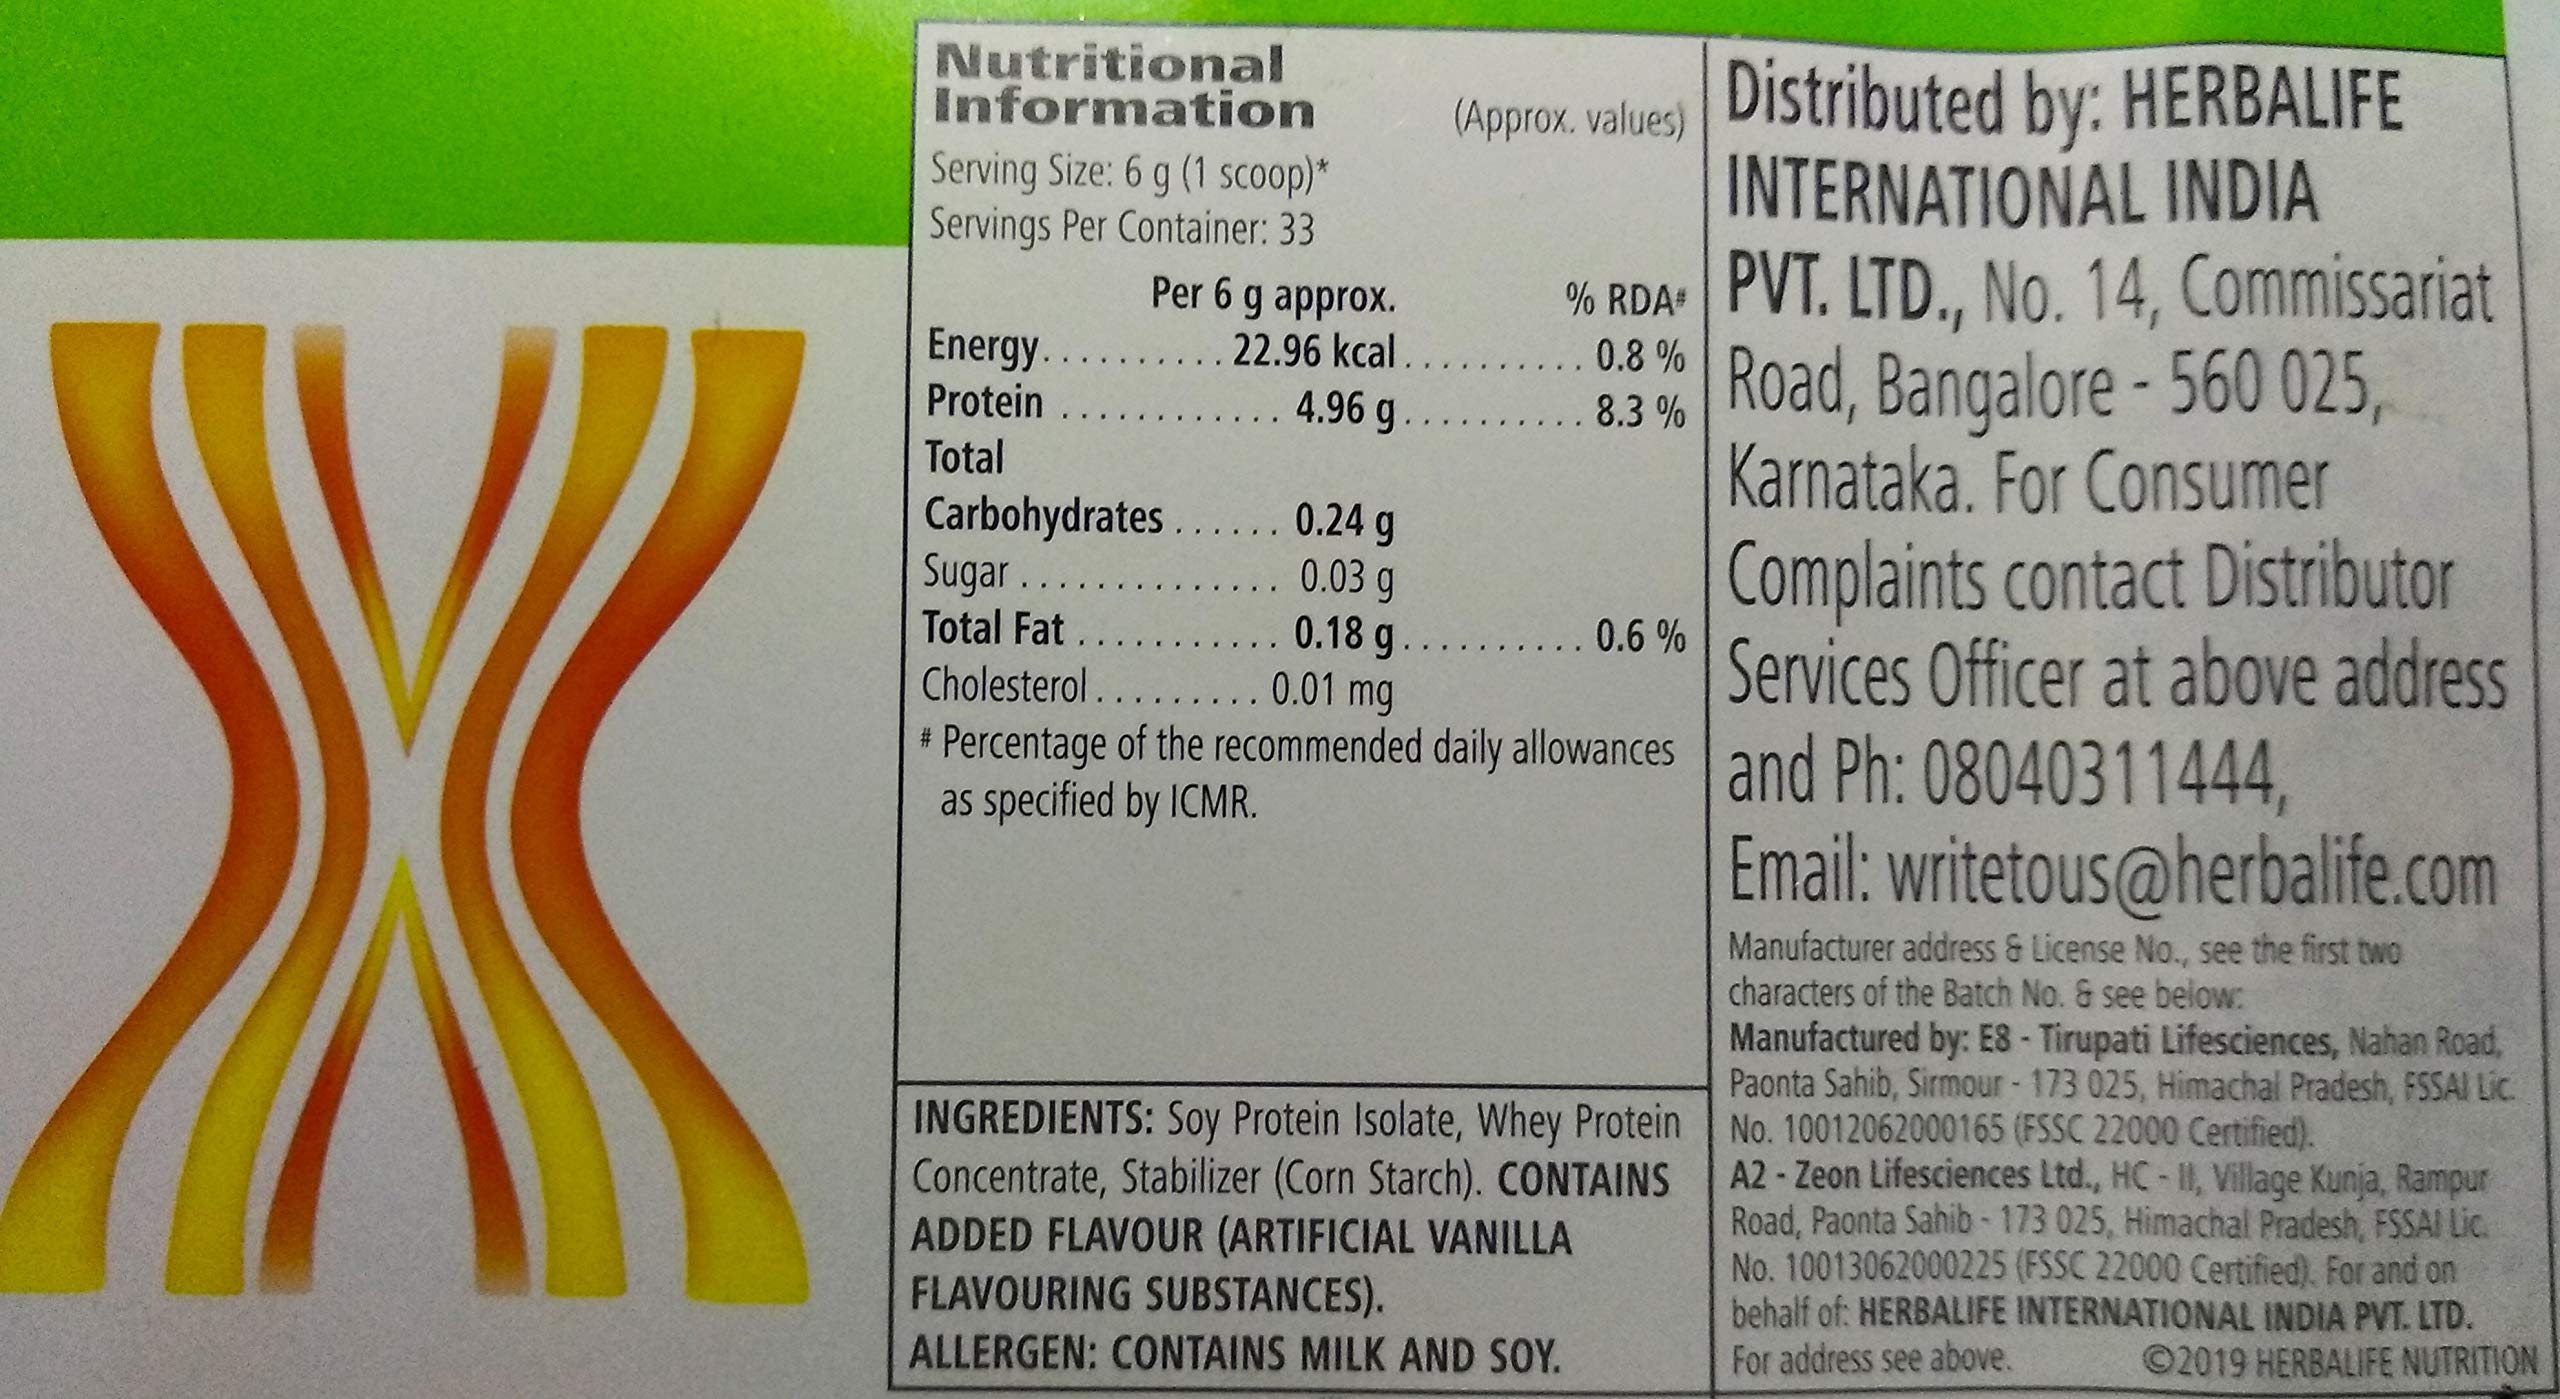 Nutritional
Information (Approx. values)
Serving Size: 6 g (1 scoop)*
Servings Per Container: 33
Per 6 g approx. % RDA#
Energy.......... 22.96 kcal.......... 0.8 %
Protein ............ 4.96 g.......... 8.3 %
Total
Carbohydrates ...... 0.24 g
Sugar ............. 0.03 g
Total Fat ........... 0.18 g.......... 0.6 %
Cholesterol ......... 0.01 mg
# Percentage of the recommended daily allowances
as specified by ICMR.
INGREDIENTS: Soy Protein Isolate, Whey Protein
Concentrate, Stabilizer (Corn Starch). CONTAINS
ADDED FLAVOUR (ARTIFICIAL VANILLA
FLAVOURING SUBSTANCES).
ALLERGEN: CONTAINS MILK AND SOY.
Distributed by: HERBALIFE
INTERNATIONAL INDIA
PVT. LTD., No. 14, Commissariat
Road, Bangalore - 560 025,
Karnataka. For Consumer
Complaints contact Distributor
Services Officer at above address
and Ph: 08040311444,
Email: writetous@herbalife.com
Manufacturer address & License No., see the first two
characters of the Batch No. & see below:
Manufactured by: E8 - Tirupati Lifesciences, Nahan Road,
Paonta Sahib, Sirmour - 173 025, Himachal Pradesh, FSSAI Lic.
No. 10012062000165 (FSSC 22000 Certified).
A2 - Zeon Lifesciences Ltd., HC - II, Village Kunja, Rampur
Road, Paonta Sahib - 173 025, Himachal Pradesh, FSSAI Lic.
No. 10013062000225 (FSSC 22000 Certified). For and on
behalf of: HERBALIFE INTERNATIONAL INDIA PVT. LTD.
For address see above. ©2019 HERBALIFE NUTRITION